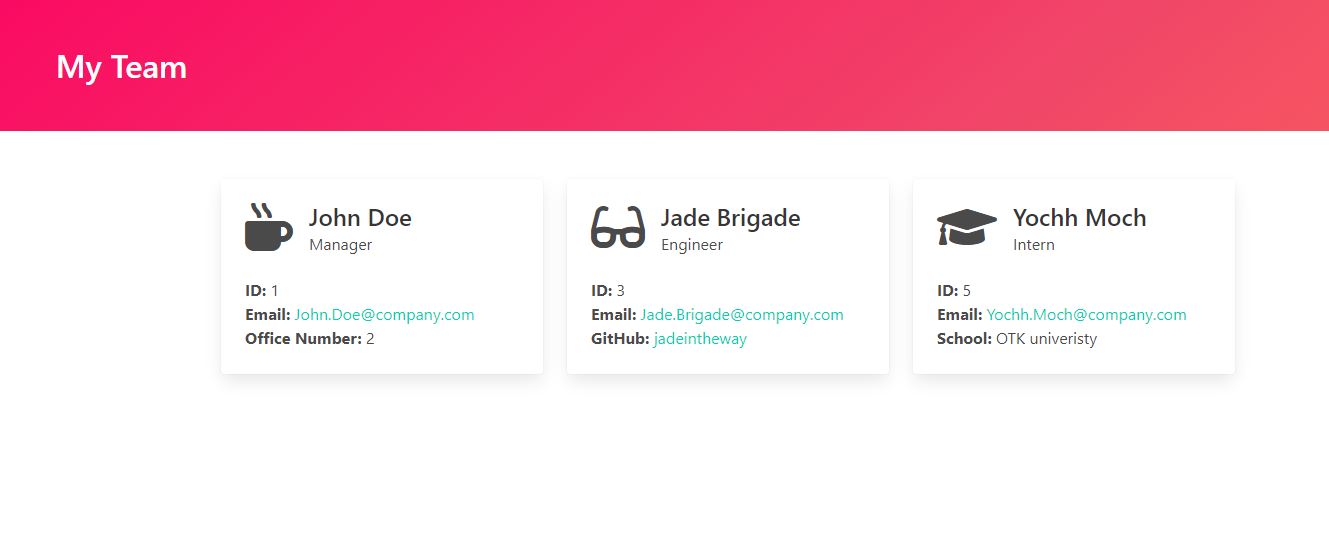 My Team
John Doe
Manager
ID: 1
Email: John.Doe@company.com
Office Number: 2
Jade Brigade
Engineer
ID: 3
Email: Jade.Brigade@company.com
GitHub: jadeintheway
Yochh Moch
Intern
ID: 5
Email: Yochh.Moch@company.com
School: OTK univeristy